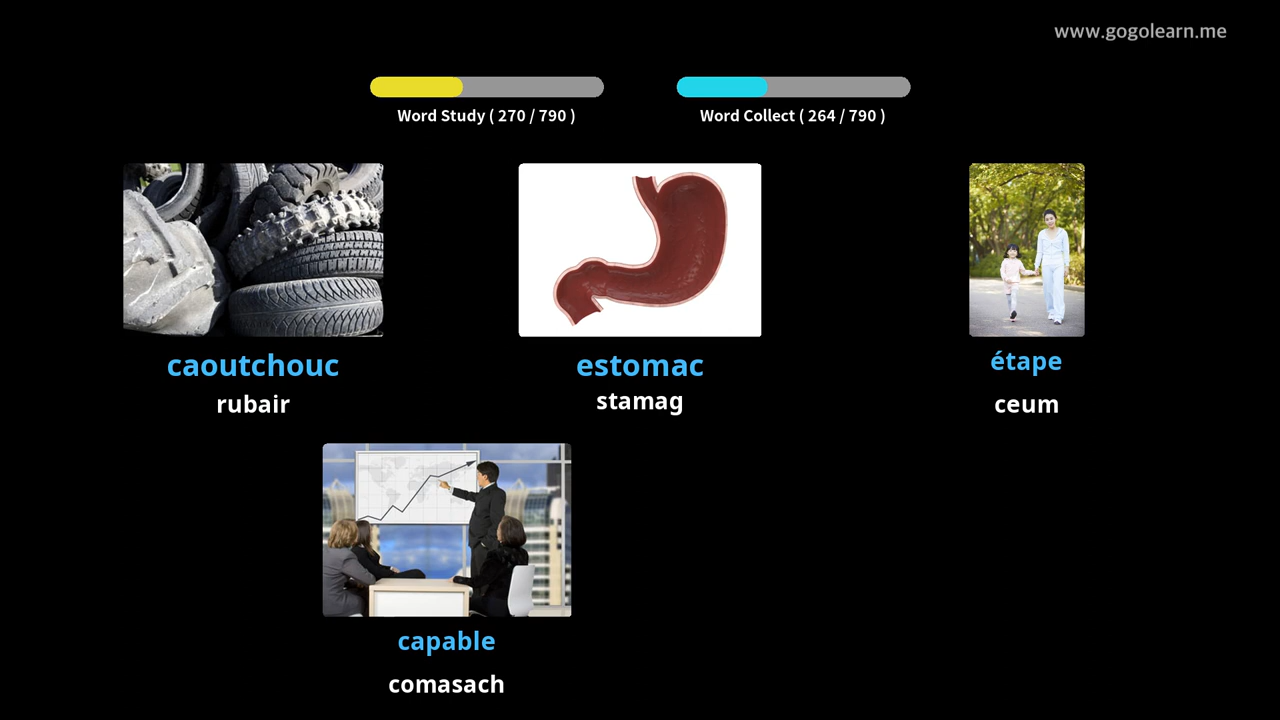 www.gogolearn.me
Word Study ( 270 / 790 )
Word Collect ( 264 / 790 )
caoutchouc
rubair
estomac
stamag
étape
ceum
capable
comasach